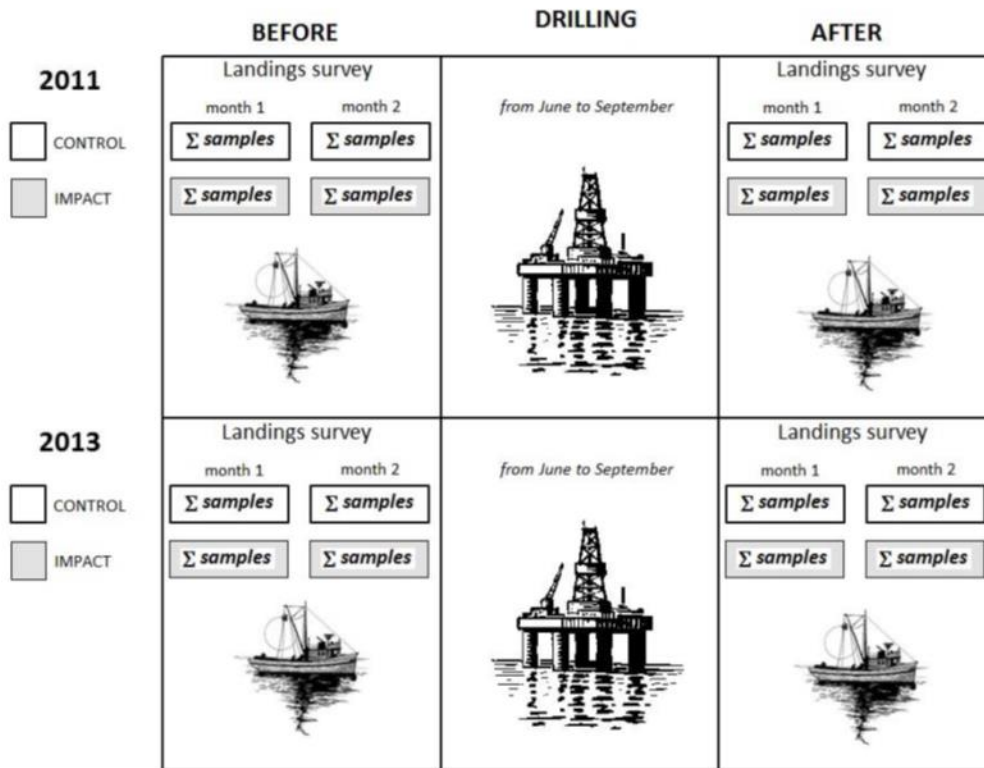 BEFORE DRILLING AFTER
2011
CONTROL
IMPACT
Landings survey
month 1 month 2
Σ samples Σ samples
Σ samples Σ samples
from June to September
Landings survey
month 1 month 2
Σ samples Σ samples
Σ samples Σ samples
2013
CONTROL
IMPACT
Landings survey
month 1 month 2
Σ samples Σ samples
Σ samples Σ samples
from June to September
Landings survey
month 1 month 2
Σ samples Σ samples
Σ samples Σ samples